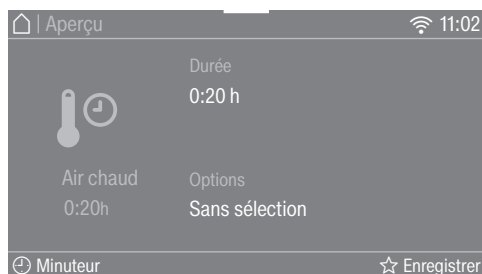 | Aperçu
11:02
Durée
0:20 h
Air chaud
0:20h
Options
Sans sélection
Minuteur
Enregistrer